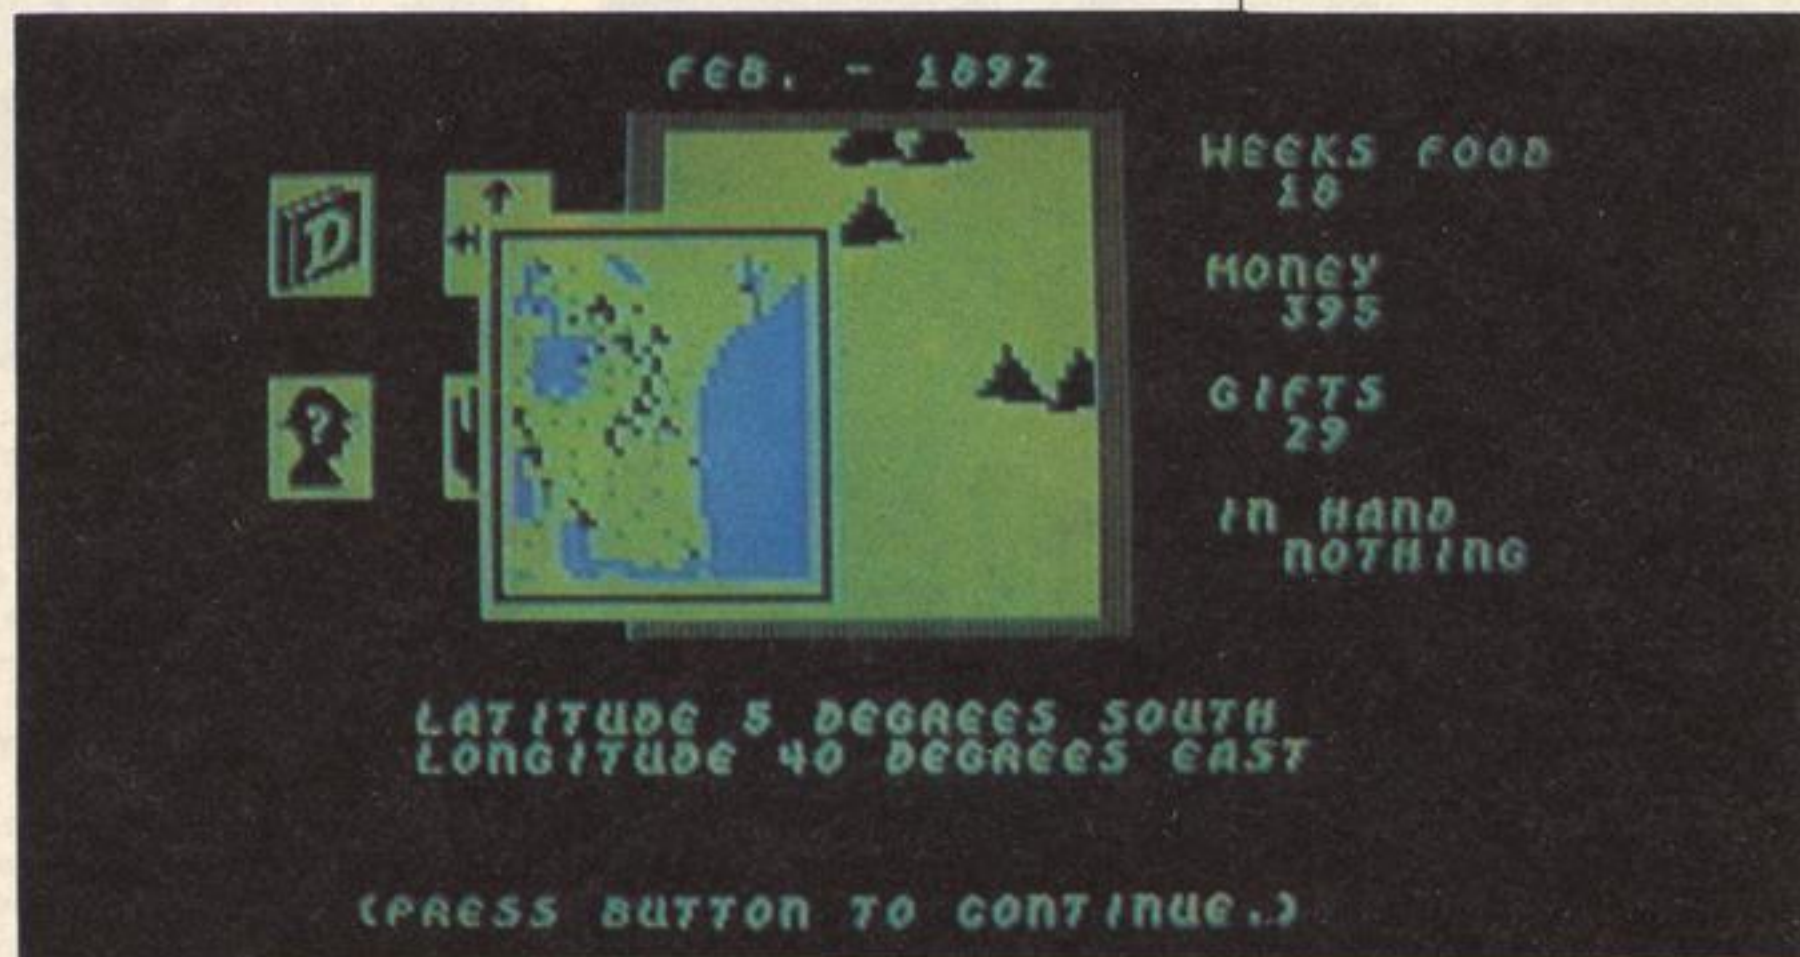 FEB. - 1892
WEEKS FOOD
18
MONEY
395
GIFTS
29
IN HAND
NOTHING
D
?
LATITUDE 5 DEGREES SOUTH
LONGITUDE 40 DEGREES EAST
(PRESS BUTTON TO CONTINUE.)